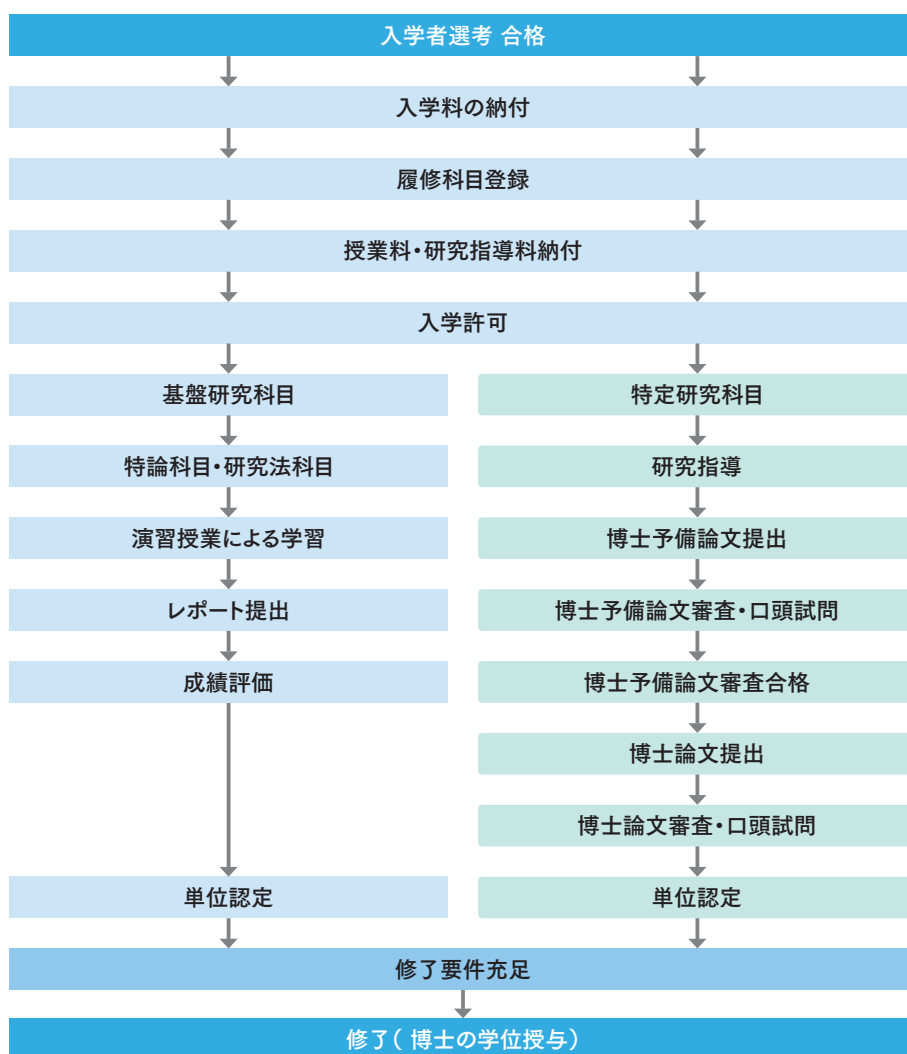 入学者選考 合格
入学料の納付
履修科目登録
授業料・研究指導料納付
入学許可
基盤研究科目
特論科目・研究法科目
演習授業による学習
レポート提出
成績評価
単位認定
特定研究科目
研究指導
博士予備論文提出
博士予備論文審査・口頭試問
博士予備論文審査合格
博士論文提出
博士論文審査・口頭試問
単位認定
修了要件充足
修了( 博士の学位授与)